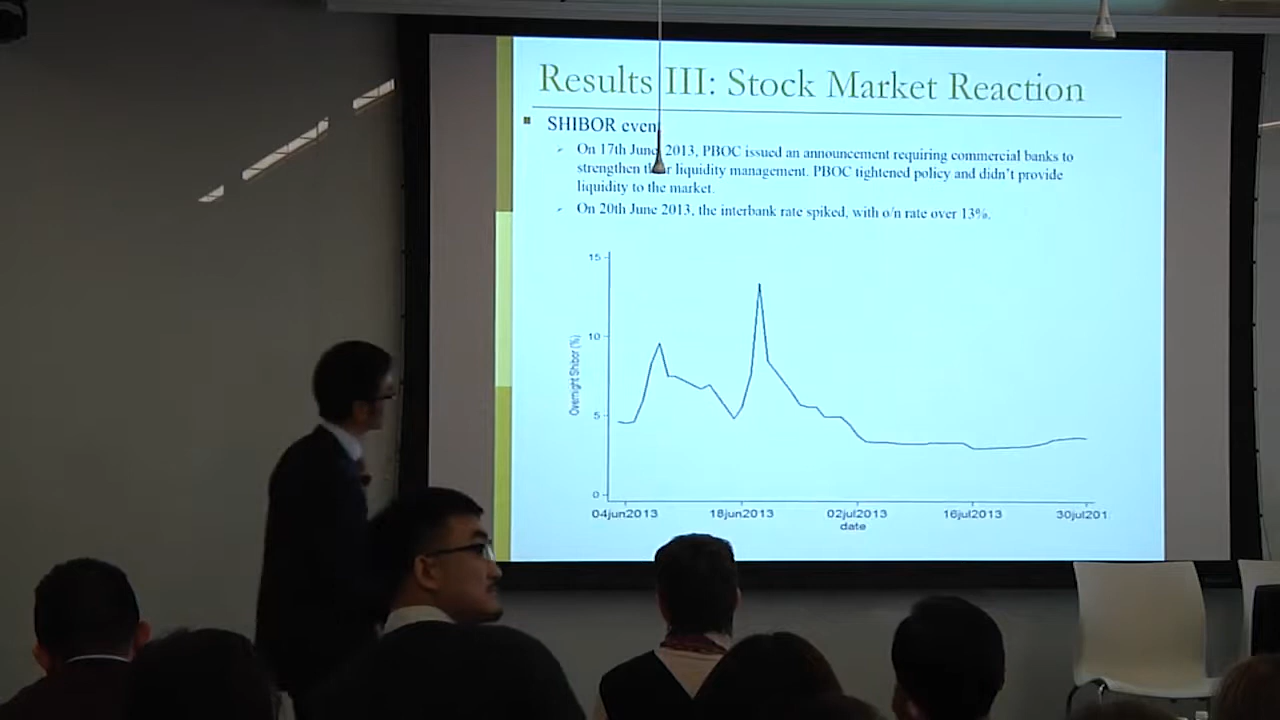 Results III: Stock Market Reaction
SHIBOR even
On 17th June 2013, PBOC issued an announcement requiring commercial banks to
strengthen r liquidity management. PBOC tightened policy and didn't provide
liquidity to the market.
On 20th June 2013, the interbank rate spiked, with o/n rate over 13%.
15
10
Overnight Shibor (%)
5
0
04jun2013 18jun2013 02jul2013 16jul2013 30jul201
date